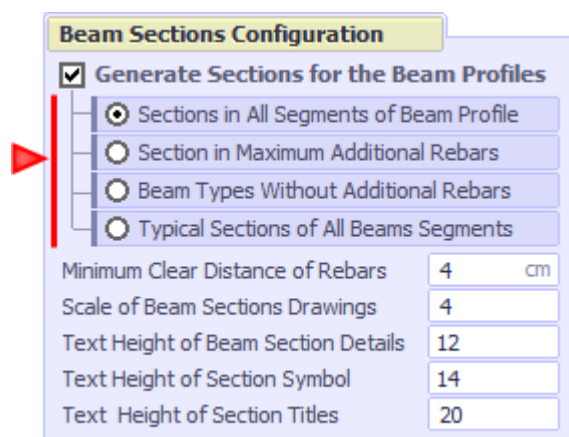 Beam Sections Configuration
Generate Sections for the Beam Profiles
Sections in All Segments of Beam Profile
Section in Maximum Additional Rebars
Beam Types Without Additional Rebars
Typical Sections of All Beams Segments
Minimum Clear Distance of Rebars 4 cm
Scale of Beam Sections Drawings 4
Text Height of Beam Section Details 12
Text Height of Section Symbol 14
Text Height of Section Titles 20